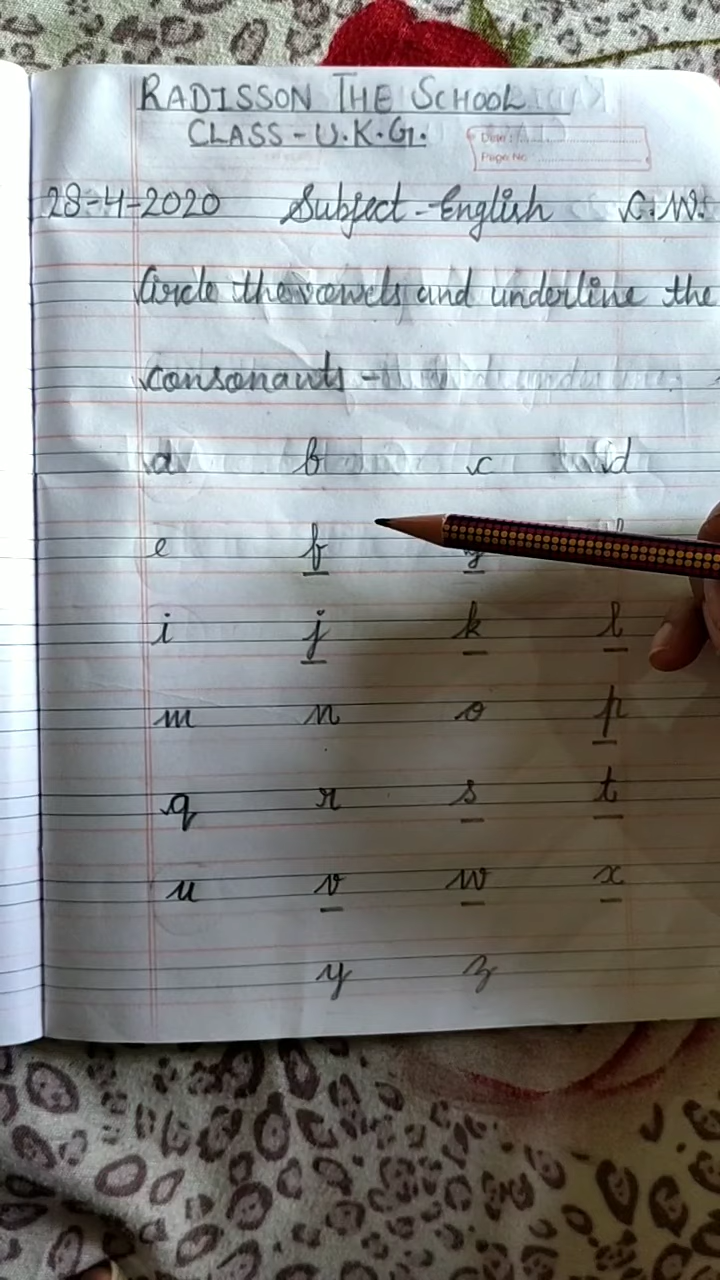 RADISSON THE SCHOOL
CLASS - U.K.G.
Date:
Page No
28-4-2020 Subject - English C.W.
Circle the vowels and underline the
consonants -
a b c d
e f g
i j k l
m n o p
q r s t
u v w x
y z